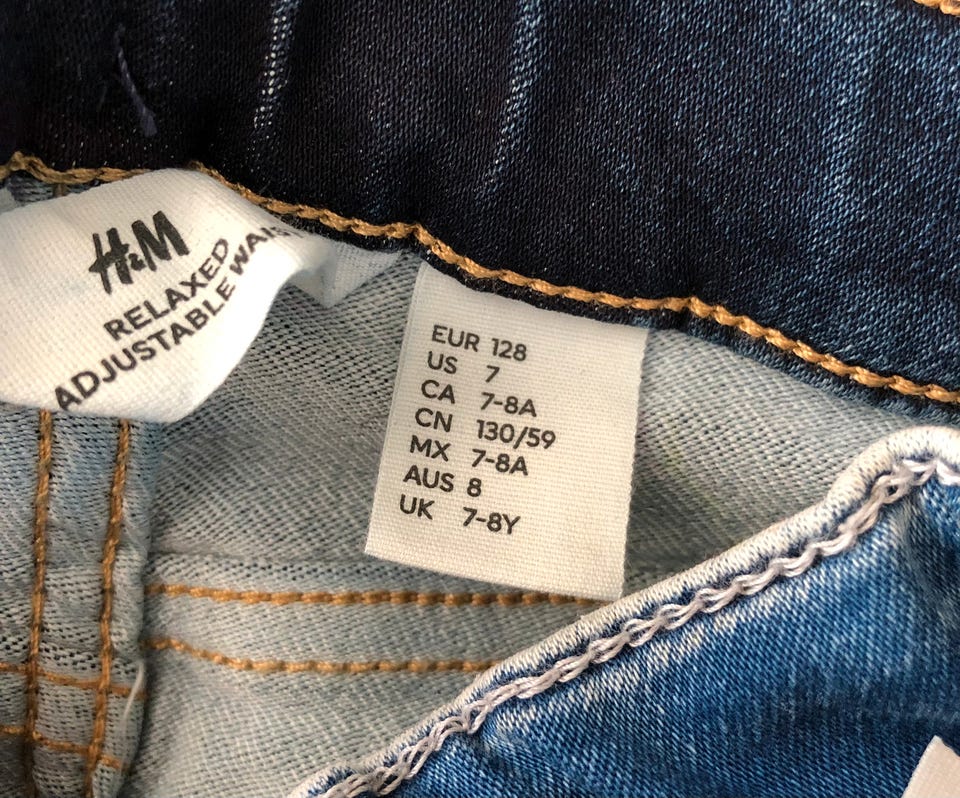 H&M
RELAXED
ADJUSTABLE
EUR 128
US 7
CA 7-8A
CN 130/59
MX 7-8A
AUS 8
UK 7-8Y